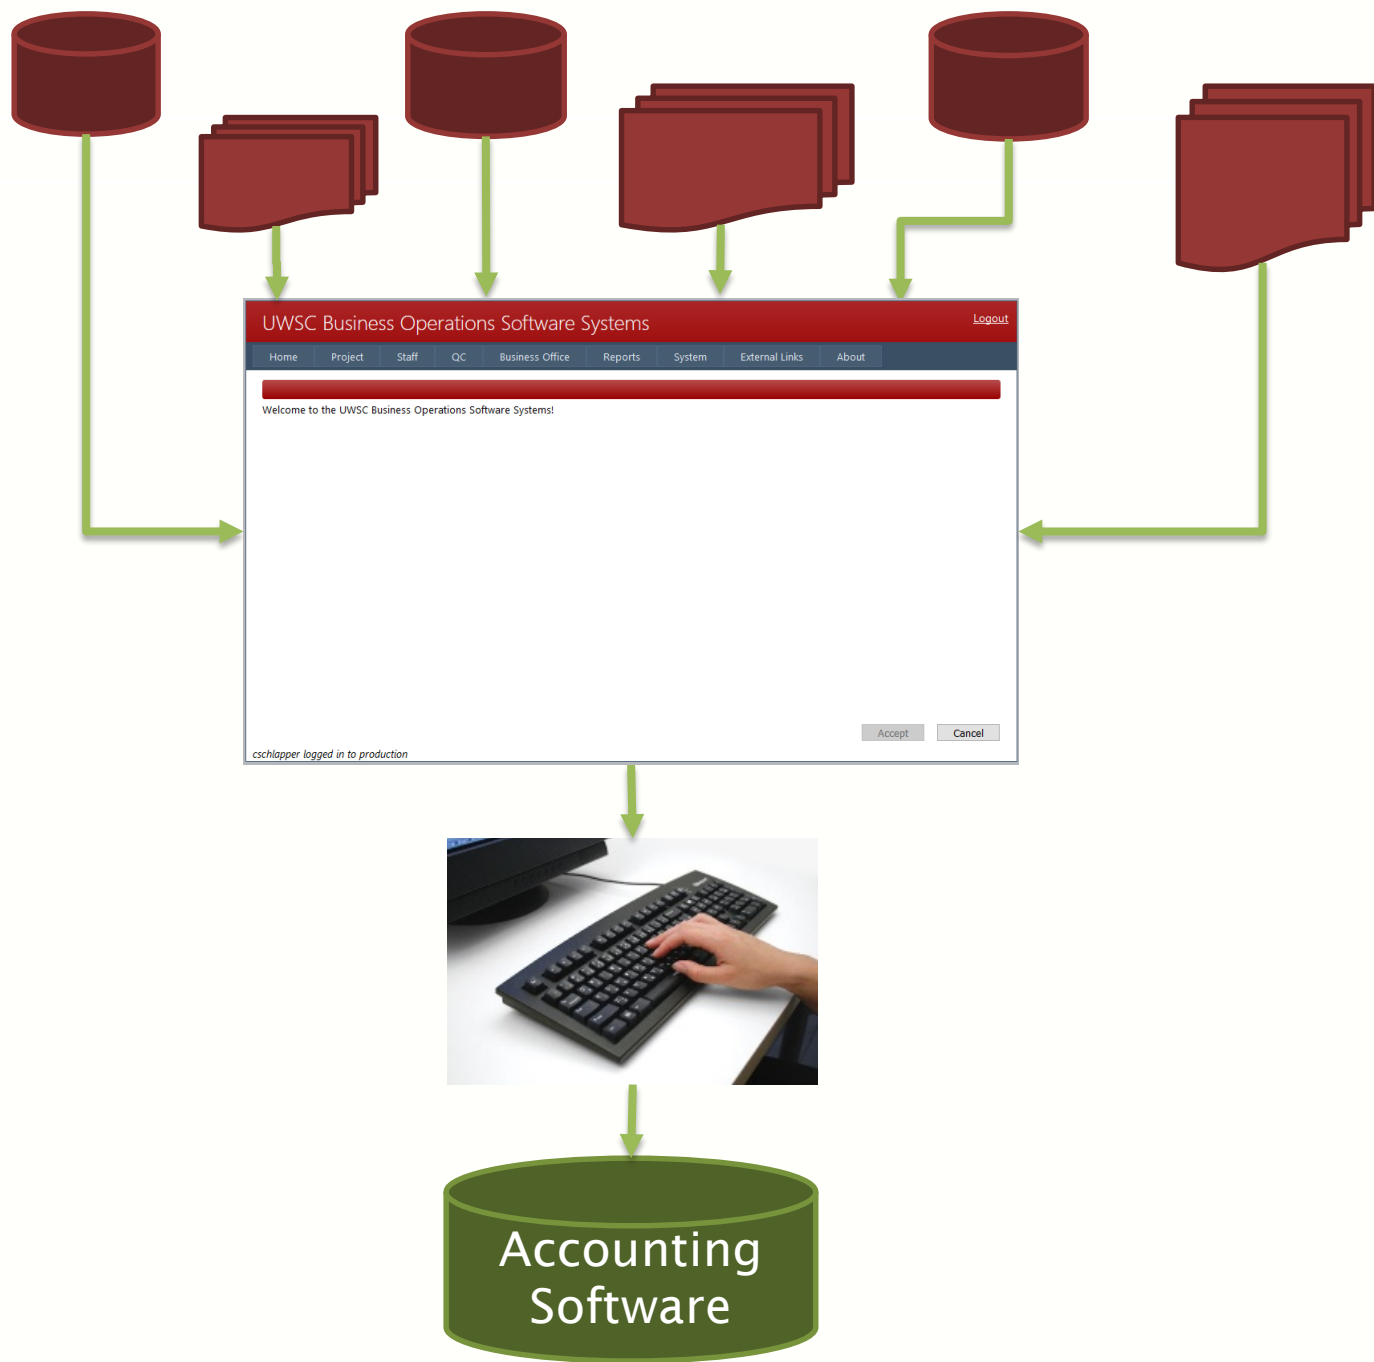 UWSC Business Operations Software Systems
Logout
Home Project Staff QC Business Office Reports System External Links About
Welcome to the UWSC Business Operations Software Systems!
Accept Cancel
cschlapper logged in to production
Accounting
Software